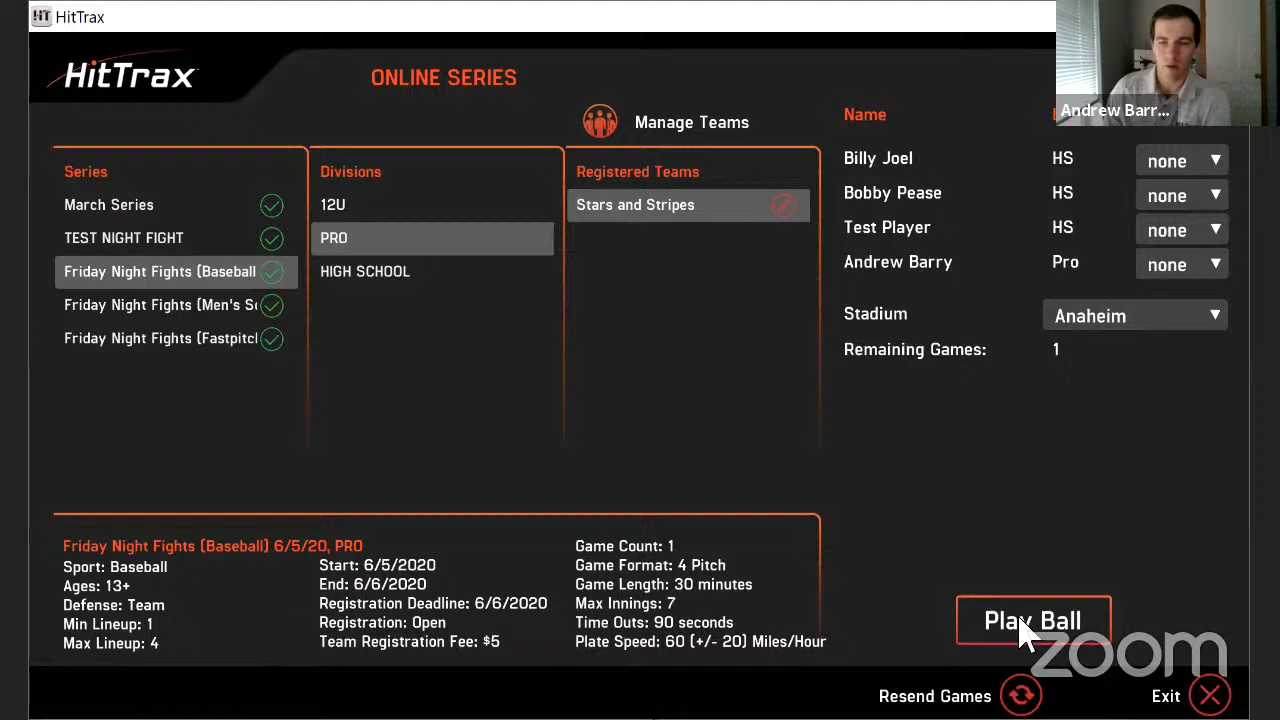 HT HitTrax
HitTrax
ONLINE SERIES
Manage Teams
Andrew Barr...
Series
March Series
TEST NIGHT FIGHT
Friday Night Fights (Baseball
Friday Night Fights (Men's S
Friday Night Fights (Fastpitch
Divisions
12U
PRO
HIGH SCHOOL
Registered Teams
Stars and Stripes
Name
Billy Joel HS none
Bobby Pease HS none
Test Player HS none
Andrew Barry Pro none
Stadium Anaheim
Remaining Games: 1
Friday Night Fights (Baseball) 6/5/20, PRO
Sport: Baseball
Ages: 13+
Defense: Team
Min Lineup: 1
Max Lineup: 4
Start: 6/5/2020
End: 6/6/2020
Registration Deadline: 6/6/2020
Registration: Open
Team Registration Fee: $5
Game Count: 1
Game Format: 4 Pitch
Game Length: 30 minutes
Max Innings: 7
Time Outs: 90 seconds
Plate Speed: 60 (+/- 20) Miles/Hour
Play Ball
zoom
Resend Games
Exit